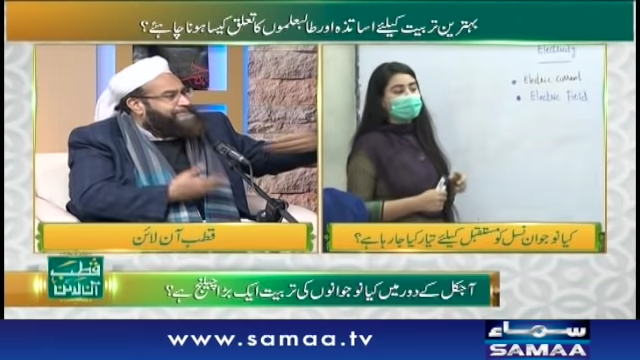 بہترین تربیت کیلئے اساتذہ اور طالبعلموں کا تعلق کیسا ہونا چاہئے؟
Electricity
• Electric current
• Electric Field
قطب آن لائن
کیا نوجوان نسل کو مستقبل کیلئے تیار کیا جا رہا ہے؟
قطب
آن لائن
آجکل کے دور میں کیا نوجوانوں کی تربیت ایک بڑا چیلنج ہے؟
www.samaa.tv
سماء
SAMAA